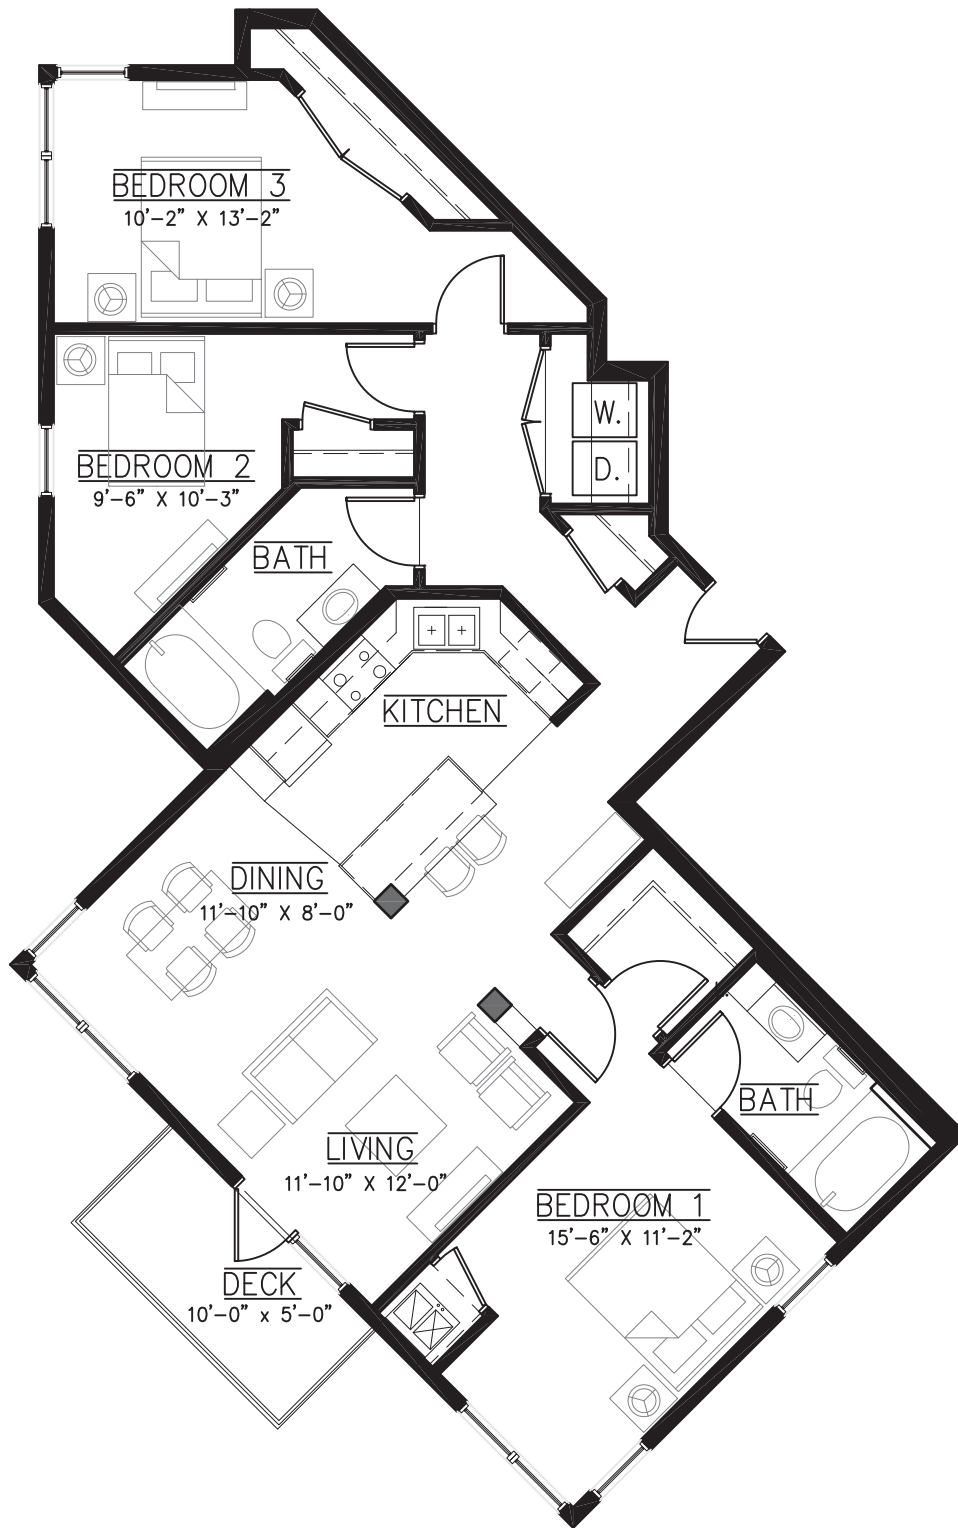 BEDROOM 3
10'-2" X 13'-2"
W.
D.
BEDROOM 2
9'-6" X 10'-3"
BATH
KITCHEN
DINING
11'-10" X 8'-0"
BATH
LIVING
11'-10" X 12'-0"
BEDROOM 1
15'-6" X 11'-2"
DECK
10'-0" x 5'-0"